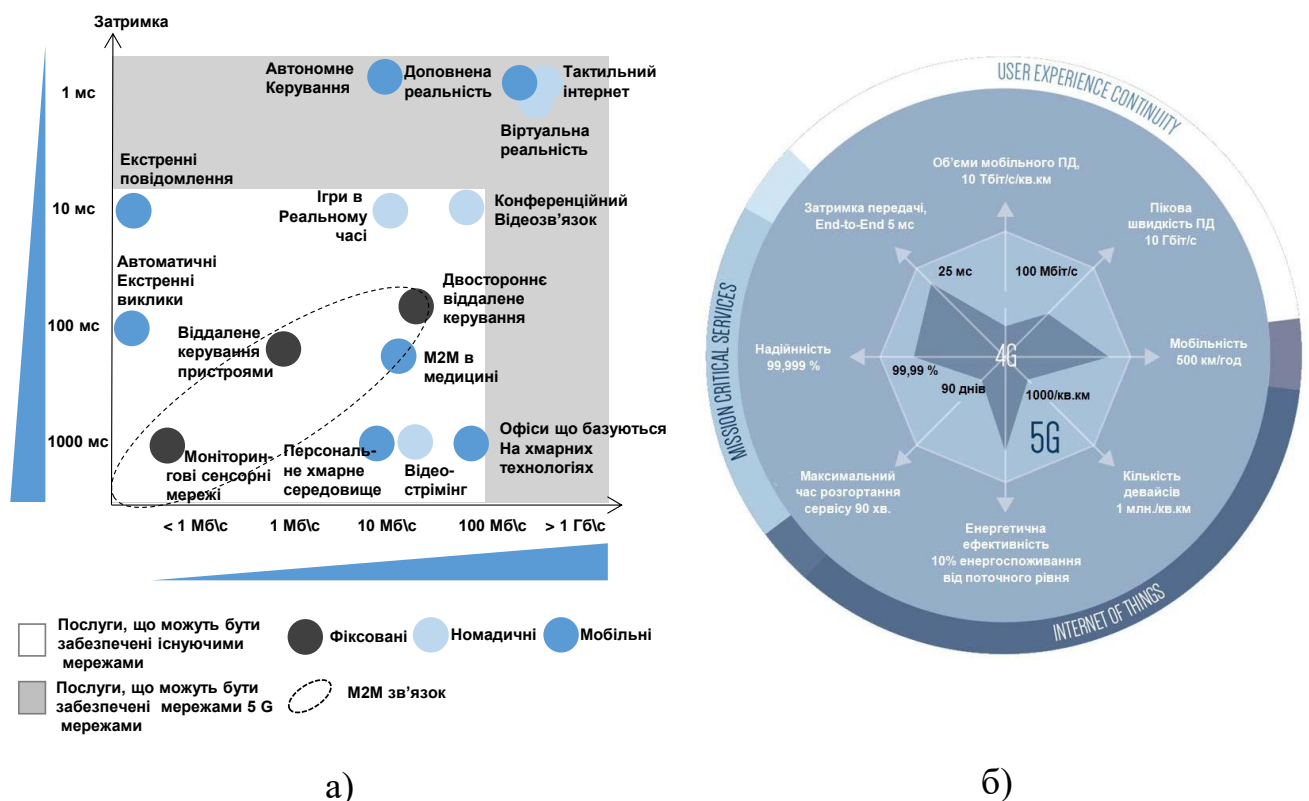 Затримка
1 мс
10 мс
100 мс
1000 мс
Автономне
Керування
Доповнена
реальність
Тактильний
інтернет
Віртуальна
реальність
Екстренні
повідомлення
Ігри в
Реальному
часі
Конференційний
Відеозв'язок
Автоматичні
Екстренні
виклики
Двостороннє
віддалене
керування
Віддалене
керування
пристроями
М2М в
медицині
Моніторин-
гові сенсорні
мережі
Персональ-
не хмарне
середовище
Відео-
стрімінг
Офіси що базуються
На хмарних
технологіях
< 1 Мб\с
1 Мб\с
10 Мб\с
100 Мб\с
> 1 Гб\с
Послуги, що можуть бути
забезпечені існуючими
мережами
Фіксовані
Номадичні
Мобільні
Послуги, що можуть бути
забезпечені мережами 5 G
мережами
М2М зв'язок
а)
USER EXPERIENCE CONTINUITY
MISSION CRITICAL SERVICES
INTERNET OF THINGS
Об'єми мобільного ПД,
10 Тбіт/с/кв.км
Затримка передачі,
End-to-End 5 мс
Пікова
швидкість ПД
10 Гбіт/с
25 мс
100 Мбіт/с
Надійнність
99,999 %
4G
Мобільність
500 км/год
99,99 %
90 днів
1000/кв.км
5G
Максимальний
час розгортання
сервісу 90 хв.
Кількість
девайсів
1 млн./кв.км
Енергетична
ефективність
10% енергоспоживання
від поточного рівня
б)